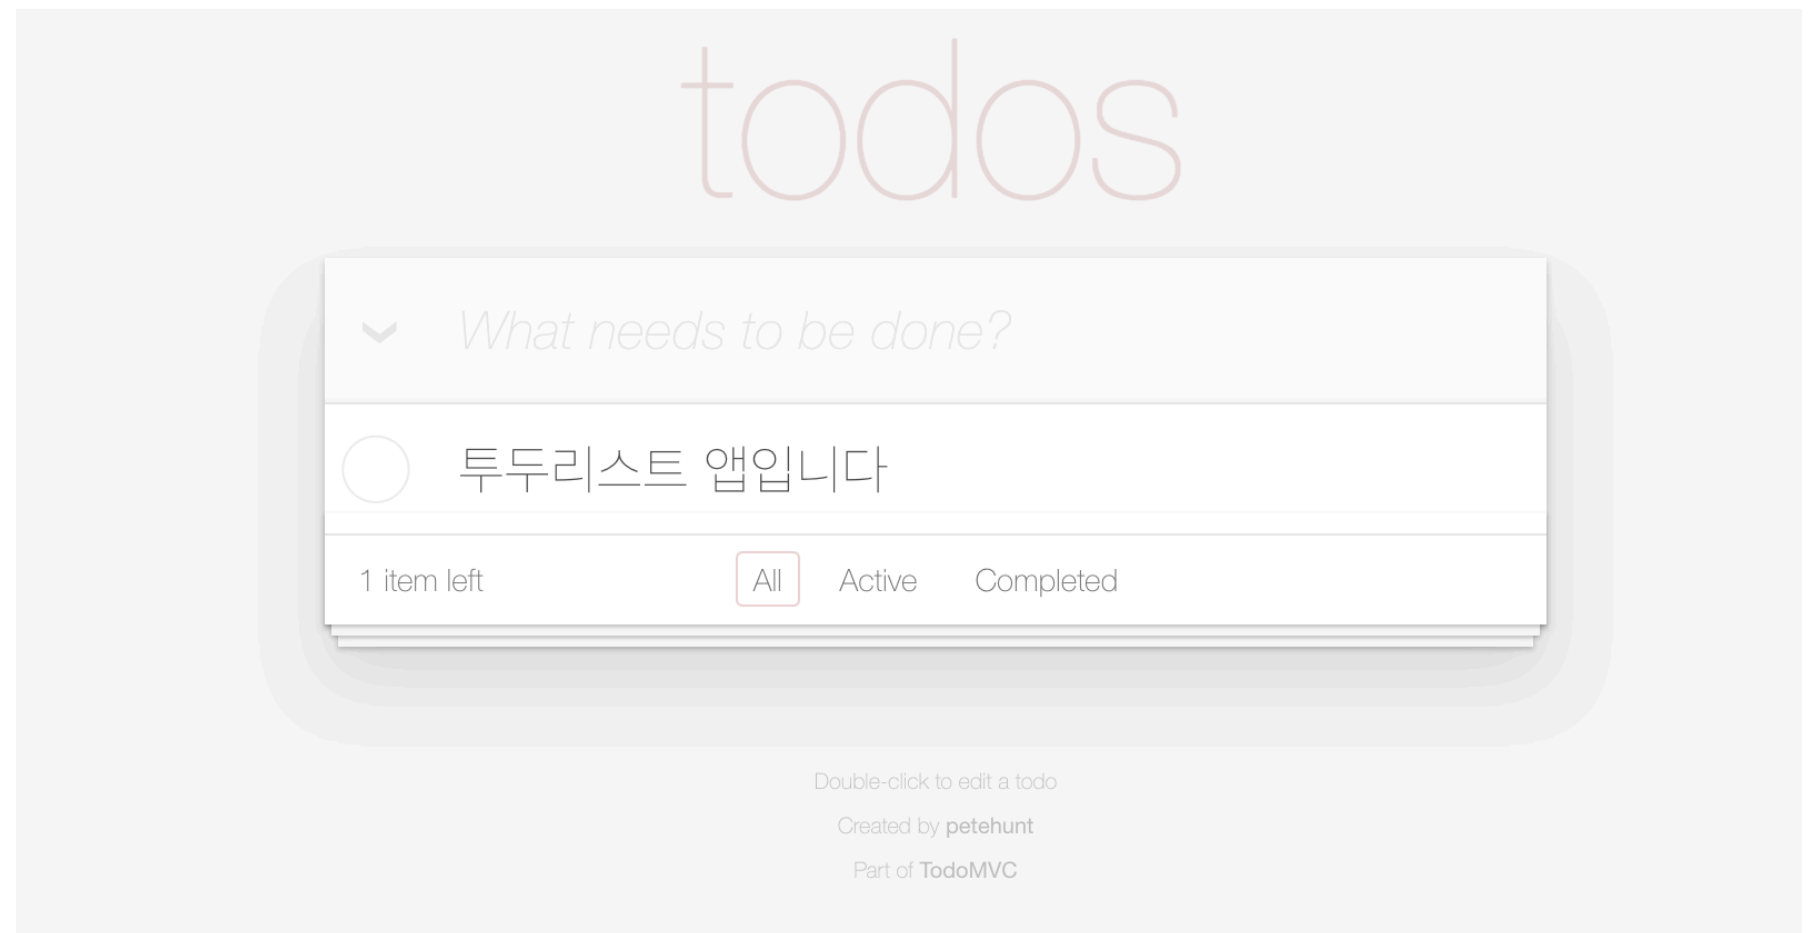 todos
What needs to be done?
투두리스트 앱입니다
1 item left All Active Completed
Double-click to edit a todo
Created by petehunt
Part of TodoMVC